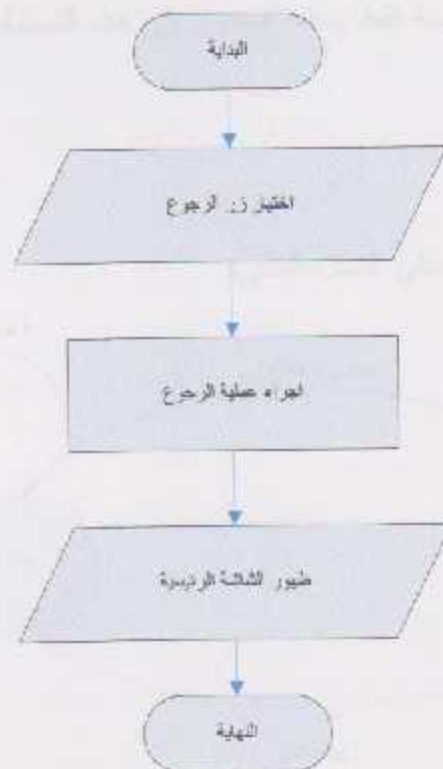 البداية
اختيار زر الرجوع
اجراء عملية الرجوع
ظهور الشاشة الرئيسية
النهاية